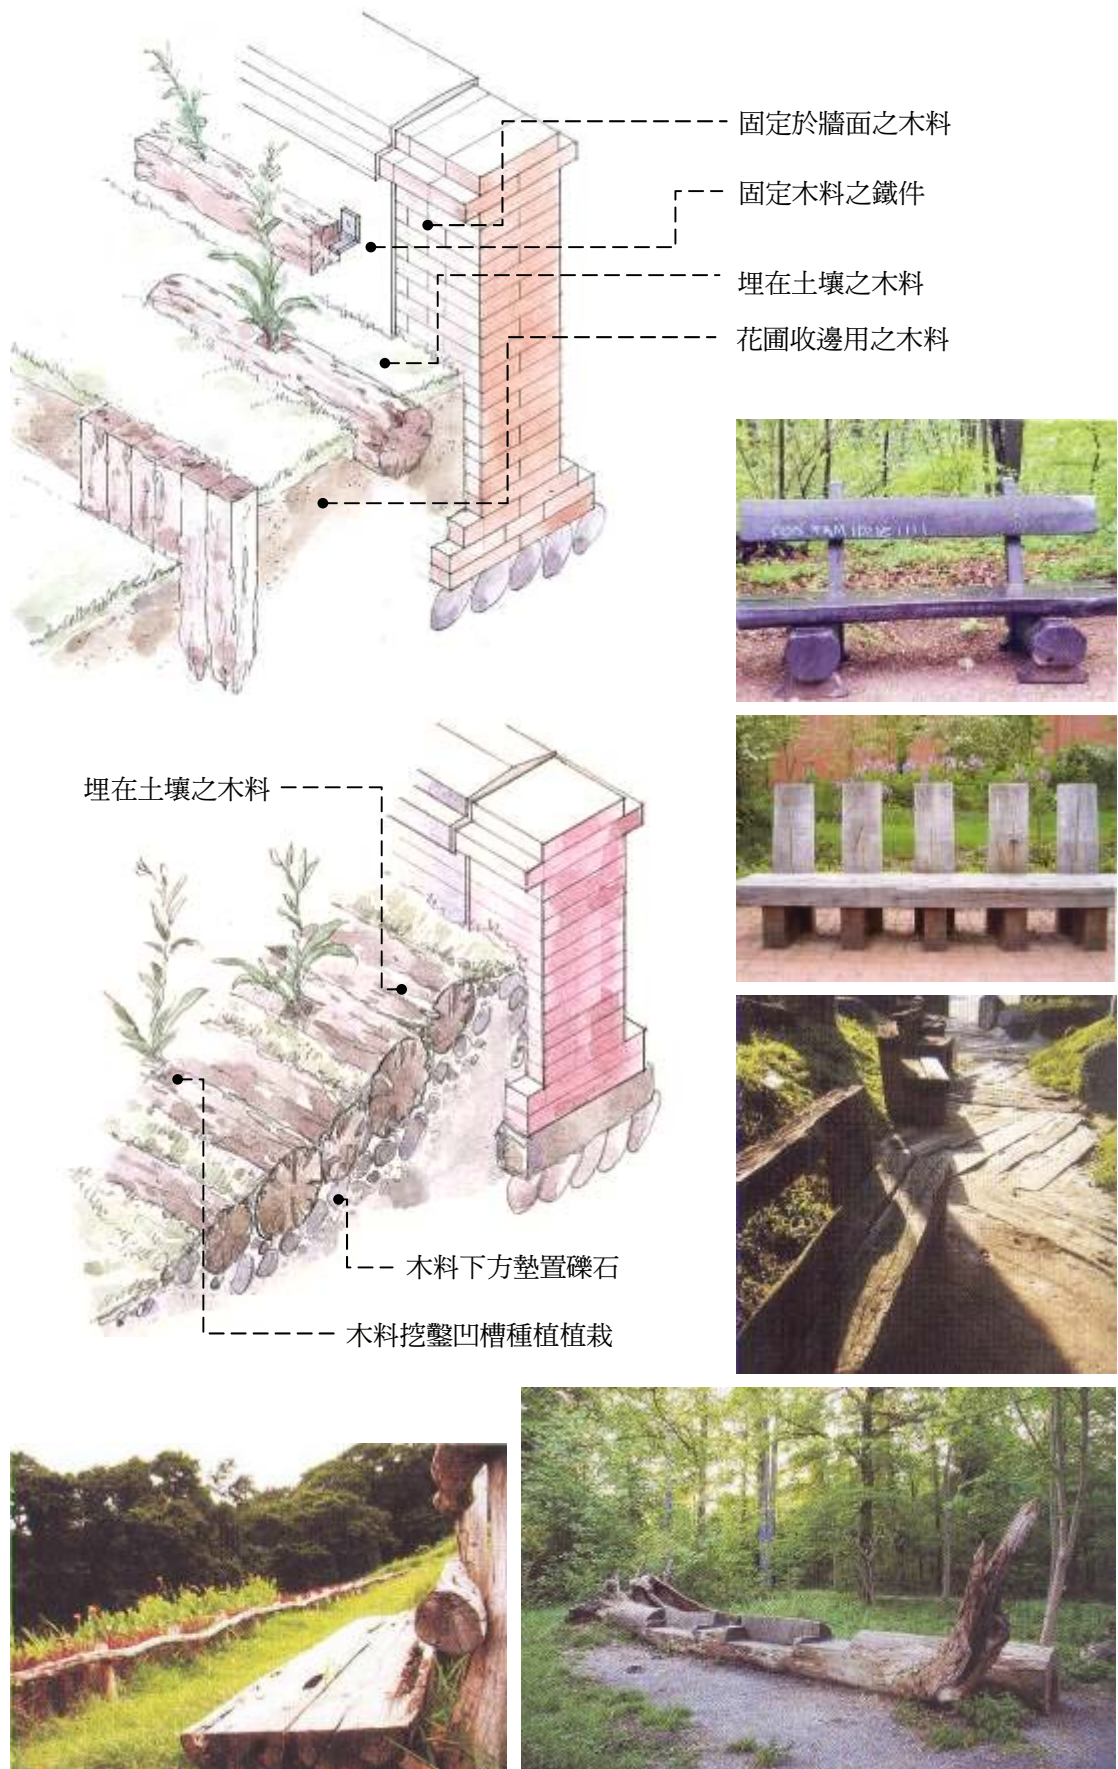 固定於牆面之木料
固定木料之鐵件
埋在土壤之木料
花圃收邊用之木料
埋在土壤之木料
木料下方墊置礫石
木料挖鑿凹槽種植植栽